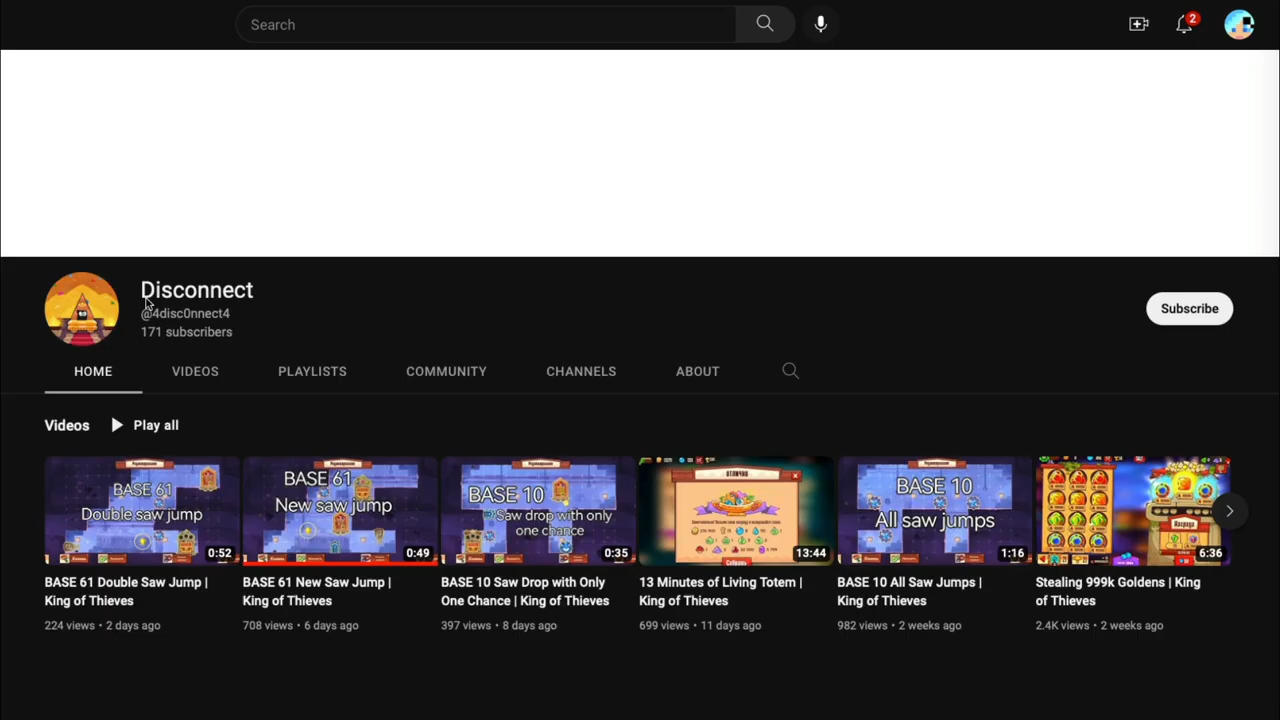 Search
2
Disconnect
@4disc0nnect4
171 subscribers
Subscribe
HOME
VIDEOS
PLAYLISTS
COMMUNITY
CHANNELS
ABOUT
Videos
Play all
BASE 61
Double saw jump
0:52
BASE 61
New saw jump
0:49
BASE 10
Saw drop with only
one chance
0:35
ОТЛИЧНО
Собрать
13:44
BASE 10
All saw jumps
1:16
Награда
6:36
BASE 61 Double Saw Jump |
King of Thieves
224 views • 2 days ago
BASE 61 New Saw Jump |
King of Thieves
708 views • 6 days ago
BASE 10 Saw Drop with Only
One Chance | King of Thieves
397 views • 8 days ago
13 Minutes of Living Totem |
King of Thieves
699 views • 11 days ago
BASE 10 All Saw Jumps |
King of Thieves
982 views • 2 weeks ago
Stealing 999k Goldens | King
of Thieves
2.4K views • 2 weeks ago